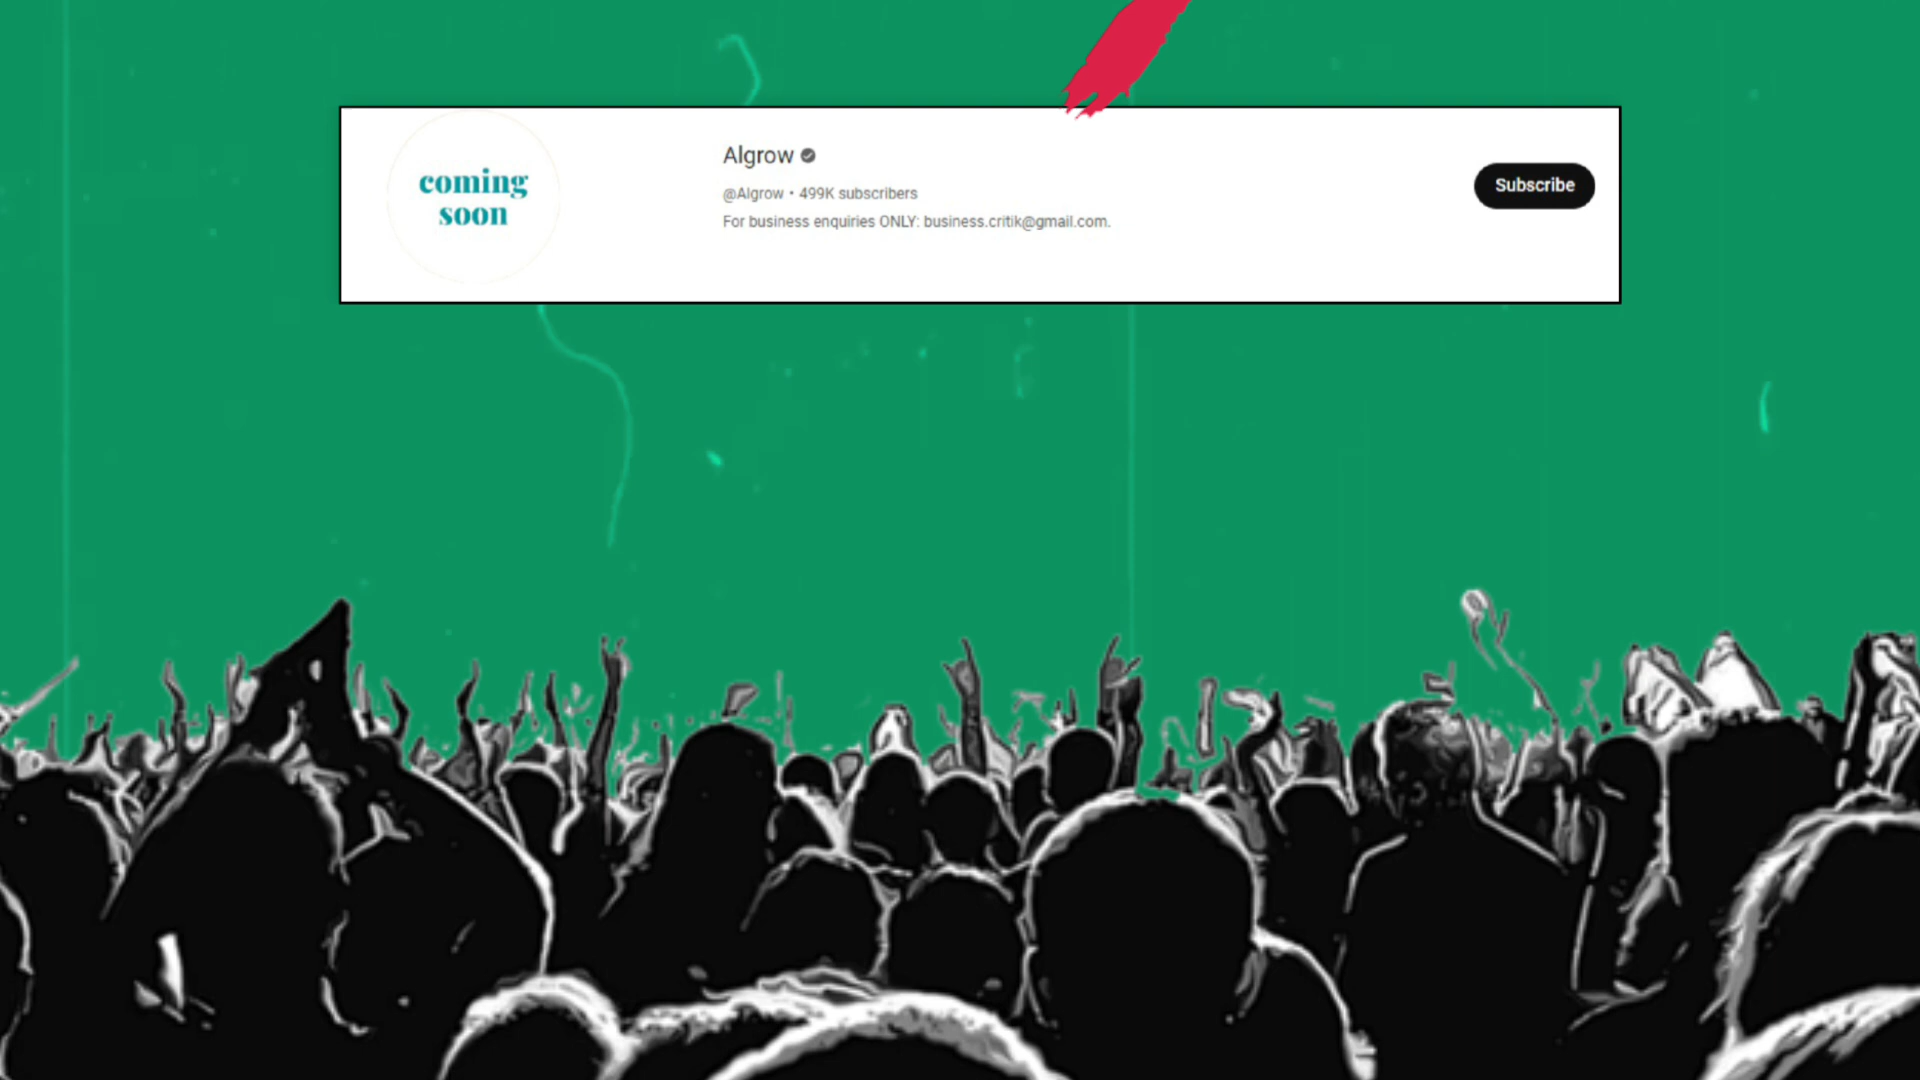 coming
soon
Algrow
@Algrow • 499K subscribers
For business enquiries ONLY: business.critik@gmail.com.
Subscribe